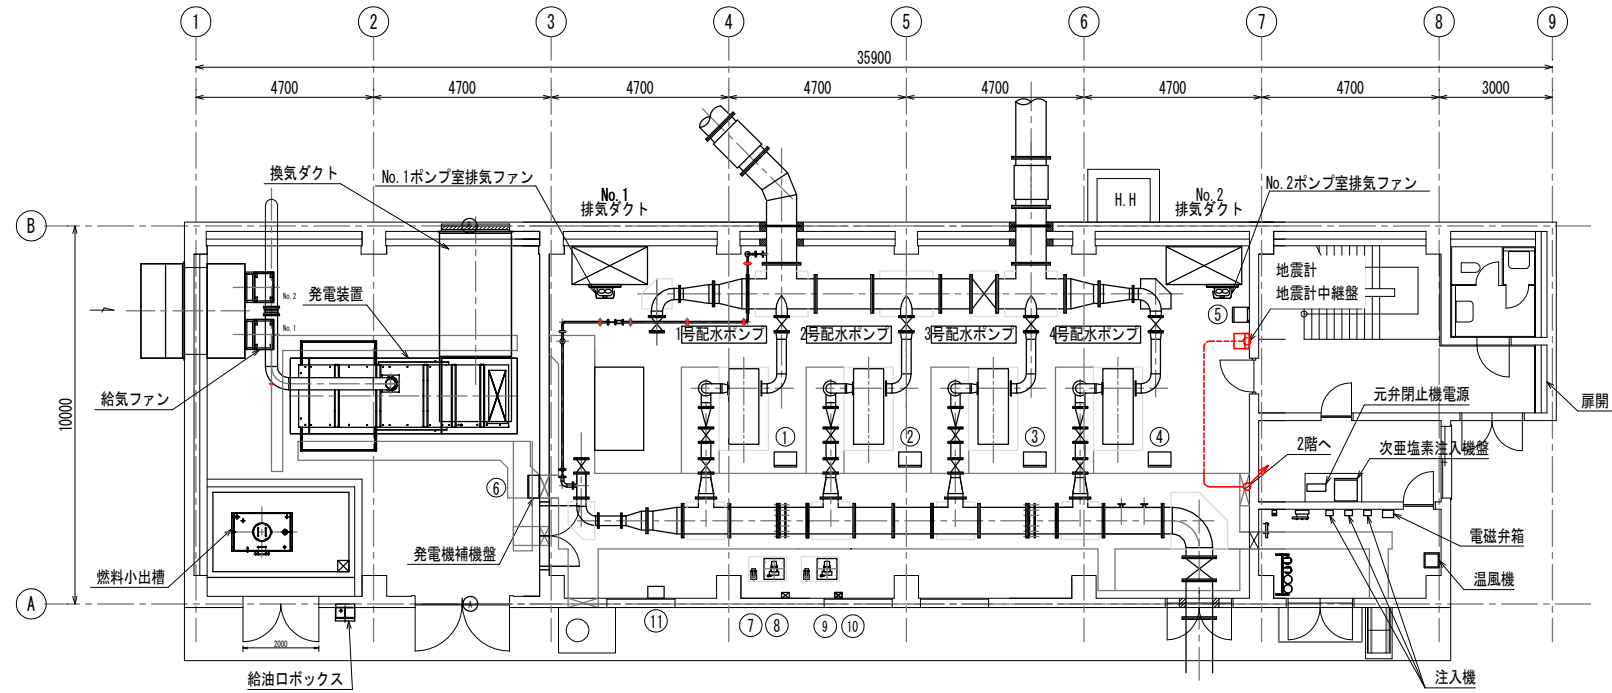 1 2 3 4 5 6 7 8 9
35900
4700 4700 4700 4700 4700 4700 4700 3000
換気ダクト
No.1ポンプ室排気ファン
No.1
排気ダクト
H.H
No.2
排気ダクト
No.2ポンプ室排気ファン
B
地震計
地震計中継盤
発電装置
No.2
No.1
⑤
1号配水ポンプ
2号配水ポンプ
3号配水ポンプ
4号配水ポンプ
給気ファン
10000
元弁閉止機電源
扉開
①
②
③
④
2階へ
次亜塩素注入機盤
⑥
発電機補機盤
電磁弁箱
燃料小出槽
温風機
A
A
⑪
⑦
⑧
⑨
⑩
2000
給油口ボックス
注入機